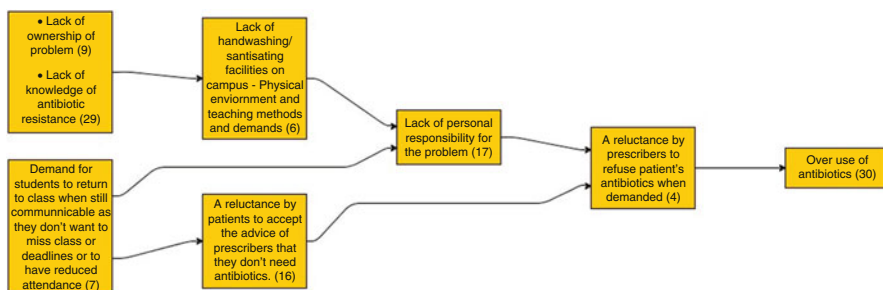 • Lack of
ownership of
problem (9)
• Lack of
knowledge of
antibiotic
resistance (29)
Lack of
handwashing/
santisating
facilities on
campus - Physical
enviornment and
teaching methods
and demands (6)
Lack of personal
responsibility for
the problem (17)
A reluctance by
prescribers to
refuse patient's
antibiotics when
demanded (4)
Over use of
antibiotics (30)
Demand for
students to return
to class when still
communnicable as
they don't want to
miss class or
deadlines or to
have reduced
attendance (7)
A reluctance by
patients to accept
the advice of
prescribers that
they don't need
antibiotics. (16)